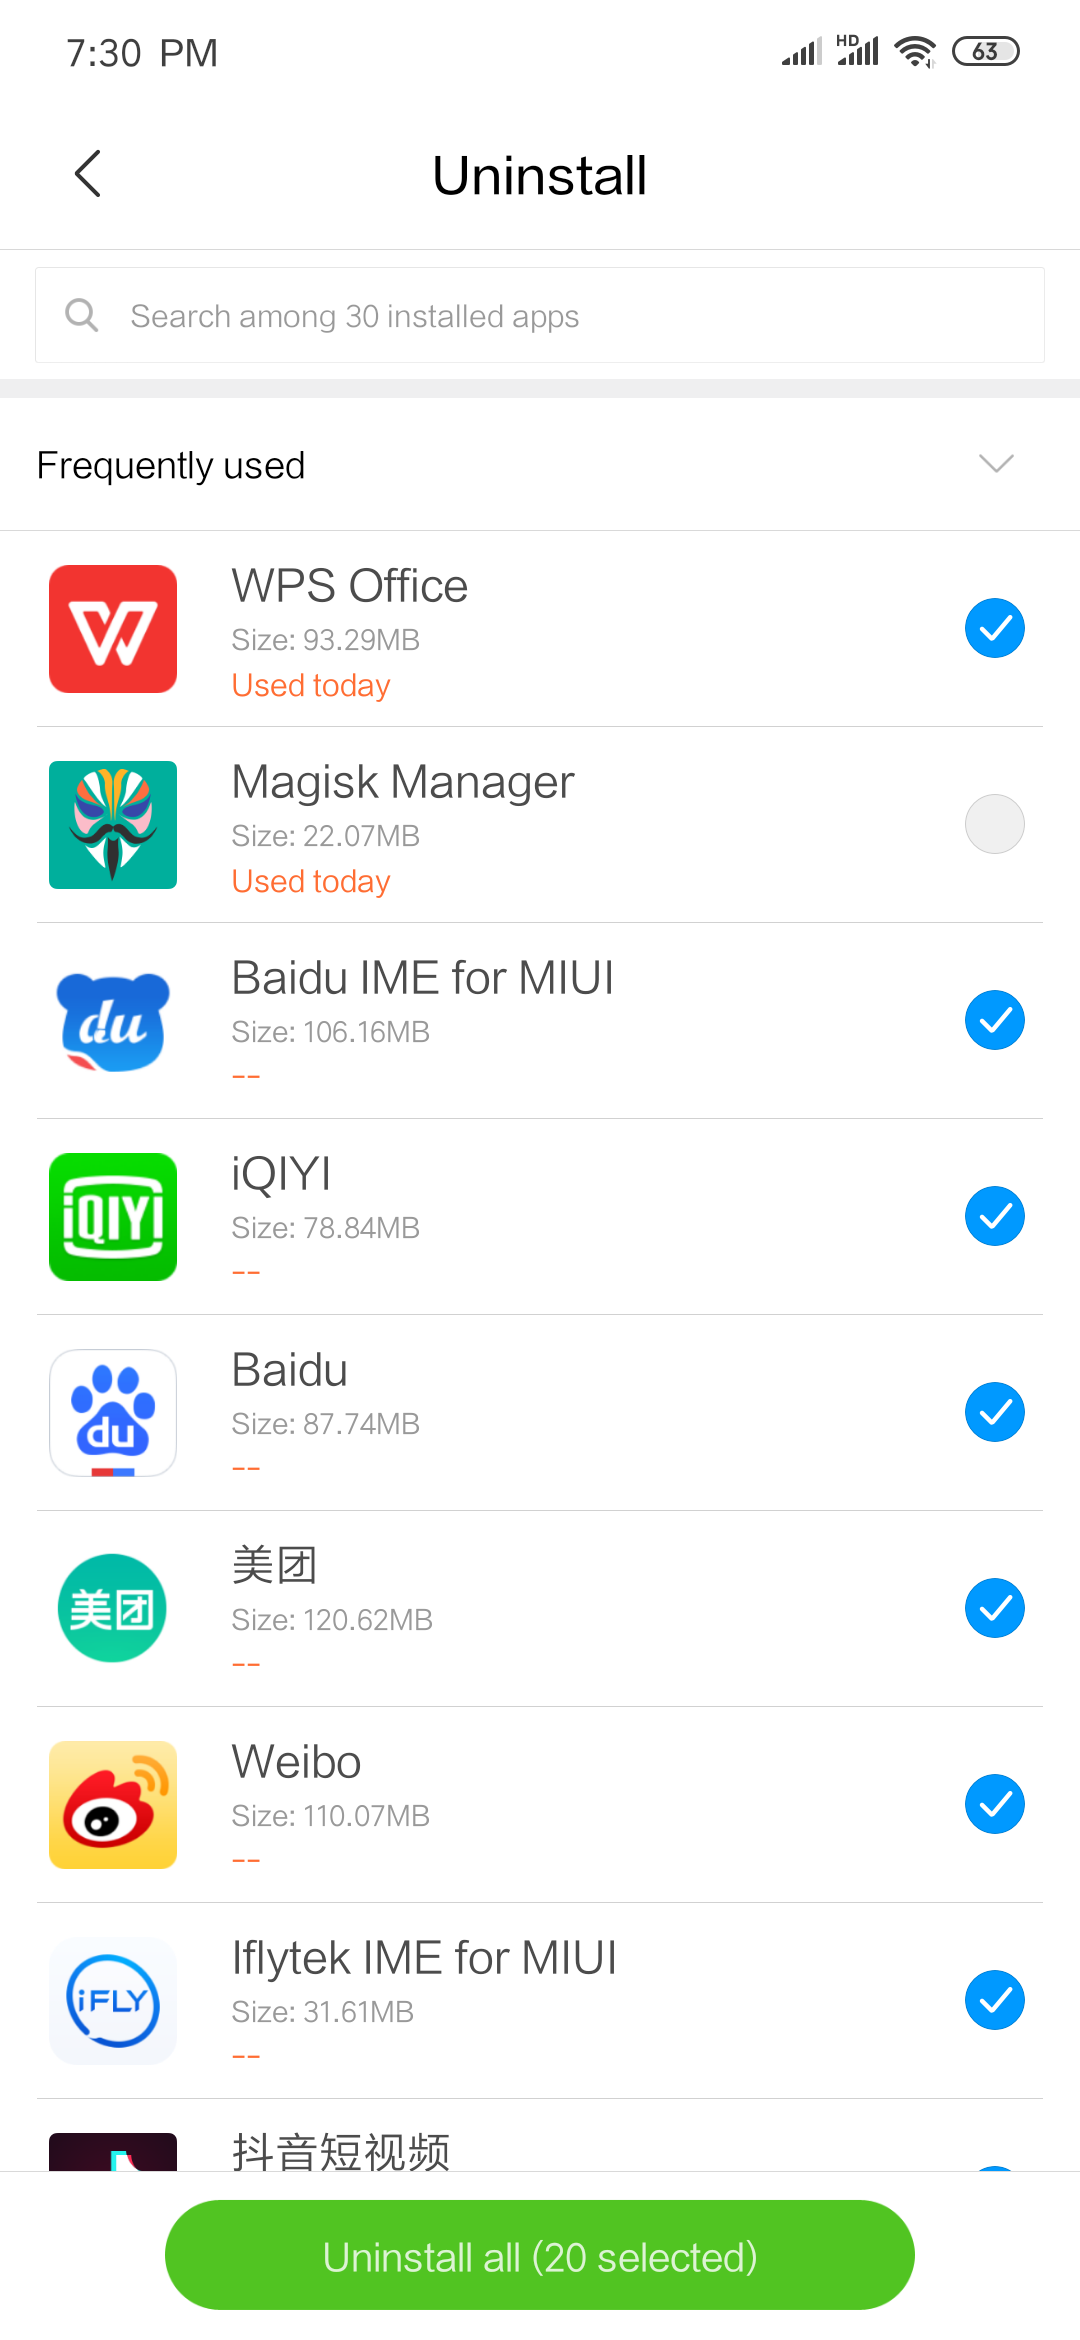 7:30 PM
HD
63
Uninstall
Search among 30 installed apps
Frequently used
WPS Office
Size: 93.29MB
Used today
Magisk Manager
Size: 22.07MB
Used today
du
Baidu IME for MIUI
Size: 106.16MB
--
iQIYI
iQIYI
Size: 78.84MB
--
du
Baidu
Size: 87.74MB
--
美团
美团
Size: 120.62MB
--
Weibo
Size: 110.07MB
--
iFLY
Iflytek IME for MIUI
Size: 31.61MB
--
抖音短视频
Uninstall all (20 selected)